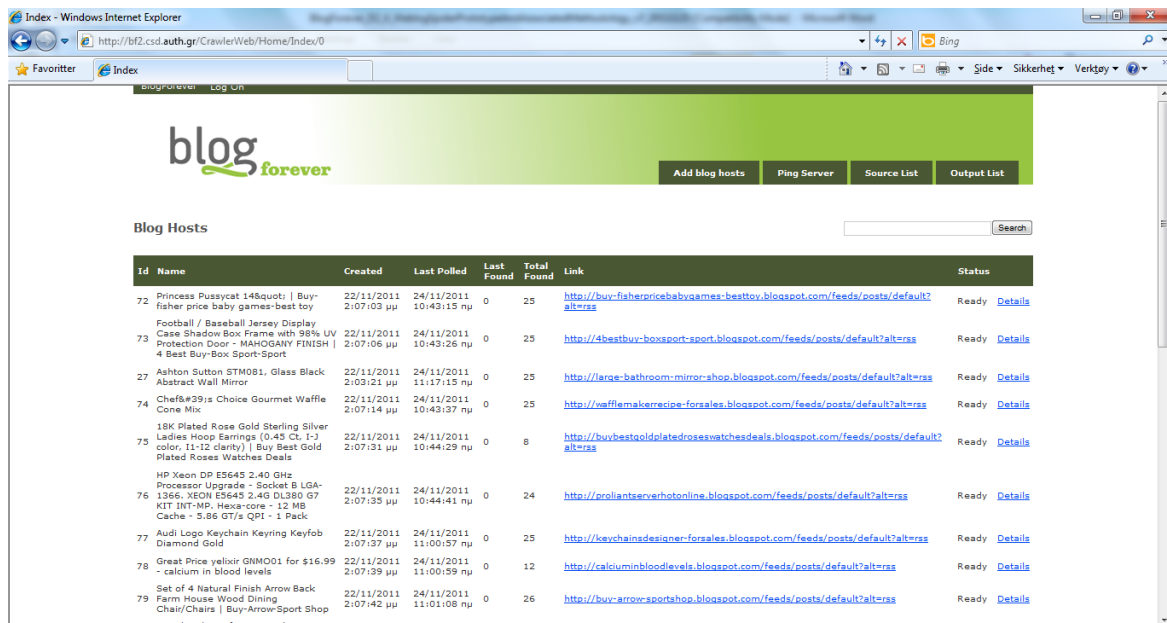 Index - Windows Internet Explorer
http://bf2.csd.auth.gr/CrawlerWeb/Home/Index/0
Bing
Favoritter
Index
Side
Sikkerhet
Verktøy
BlogForever Log On
blog
forever
Add blog hosts Ping Server Source List Output List
Blog Hosts
Search
Id Name Created Last Polled Last Found Total Found Link Status
72 Princess Pussycat 14&quot; | Buy- 22/11/2011 24/11/2011 0 25 http://buy-fisherpricebabygames-besttoy.blogspot.com/feeds/posts/default? Ready Details
fisher price baby games-best toy 2:07:03 μμ 10:43:15 πμ alt=rss
Football / Baseball Jersey Display
73 Case Shadow Box Frame with 98% UV 22/11/2011 24/11/2011 0 25 http://4bestbuy-boxsport-sport.blogspot.com/feeds/posts/default?alt=rss Ready Details
Protection Door - MAHOGANY FINISH | 2:07:06 μμ 10:43:26 πμ
4 Best Buy-Box Sport-Sport
27 Ashton Sutton STM081, Glass Black 22/11/2011 24/11/2011 0 25 http://large-bathroom-mirror-shop.blogspot.com/feeds/posts/default?alt=rss Ready Details
Abstract Wall Mirror 2:03:21 μμ 11:17:15 πμ
74 Chef&#39;s Choice Gourmet Waffle 22/11/2011 24/11/2011 0 25 http://wafflemakerrecipe-forsales.blogspot.com/feeds/posts/default?alt=rss Ready Details
Cone Mix 2:07:14 μμ 10:43:37 πμ
18K Plated Rose Gold Sterling Silver
75 Ladies Hoop Earrings (0.45 Ct, I-J 22/11/2011 24/11/2011 0 8 http://buybestgoldplatedroseswatchesdeals.blogspot.com/feeds/posts/default? Ready Details
color, I1-I2 clarity) | Buy Best Gold 2:07:31 μμ 10:44:29 πμ alt=rss
Plated Roses Watches Deals
HP Xeon DP E5645 2.40 GHz
Processor Upgrade - Socket B LGA-
76 1366. XEON E5645 2.4G DL380 G7 22/11/2011 24/11/2011 0 24 http://proliantserverhotonline.blogspot.com/feeds/posts/default?alt=rss Ready Details
KIT INT-MP. Hexa-core - 12 MB 2:07:35 μμ 10:44:41 πμ
Cache - 5.86 GT/s QPI - 1 Pack
77 Audi Logo Keychain Keyring Keyfob 22/11/2011 24/11/2011 0 25 http://keychainsdesigner-forsales.blogspot.com/feeds/posts/default?alt=rss Ready Details
Diamond Gold 2:07:37 μμ 11:00:57 πμ
78 Great Price yelixir GNMO01 for $16.99 22/11/2011 24/11/2011 0 12 http://calciuminbloodlevels.blogspot.com/feeds/posts/default?alt=rss Ready Details
- calcium in blood levels 2:07:39 μμ 11:00:59 πμ
Set of 4 Natural Finish Arrow Back
79 Farm House Wood Dining 22/11/2011 24/11/2011 0 26 http://buy-arrow-sportshop.blogspot.com/feeds/posts/default?alt=rss Ready Details
Chair/Chairs | Buy-Arrow-Sport Shop 2:07:42 μμ 11:01:08 πμ